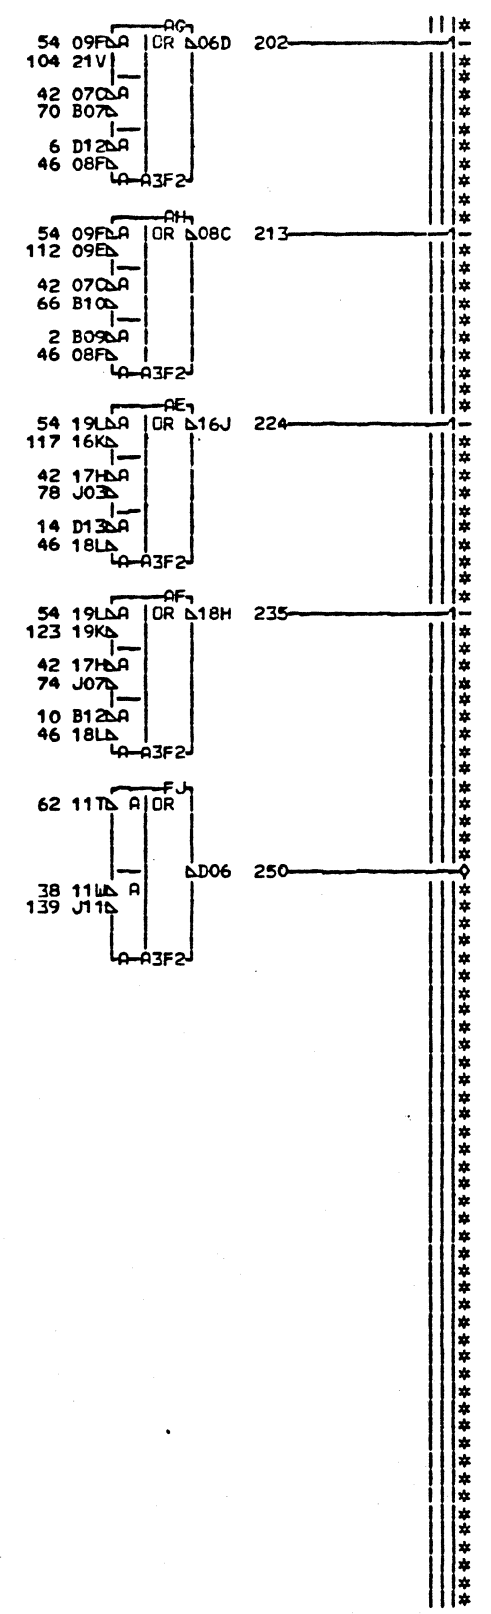 AG
54 09F A OR 06D 202
104 21V
42 07C A
70 B07
6 D12 A
46 08F
A A3F2
AH
54 09F A OR 08C 213
112 09E
42 07C A
66 B10
2 B09 A
46 08F
A A3F2
AE
54 19L A OR 16J 224
117 16K
42 17H A
78 J03
14 D13 A
46 18L
A A3F2
AF
54 19L A OR 18H 235
123 19K
42 17H A
74 J07
10 B12 A
46 18L
A A3F2
FJ
62 11T A OR
D06 250
38 11W A
139 J11
A A3F2